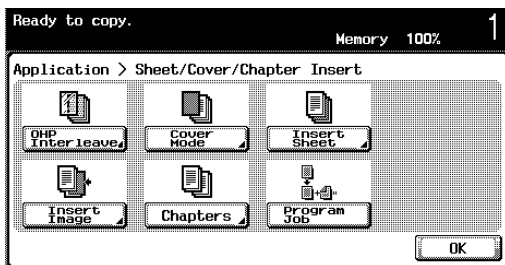 Ready to copy.
Memory 100% 1
Application > Sheet/Cover/Chapter Insert
OHP
Interleave
Cover
Mode
Insert
Sheet
Insert
Image
Chapters
Program
Job
OK